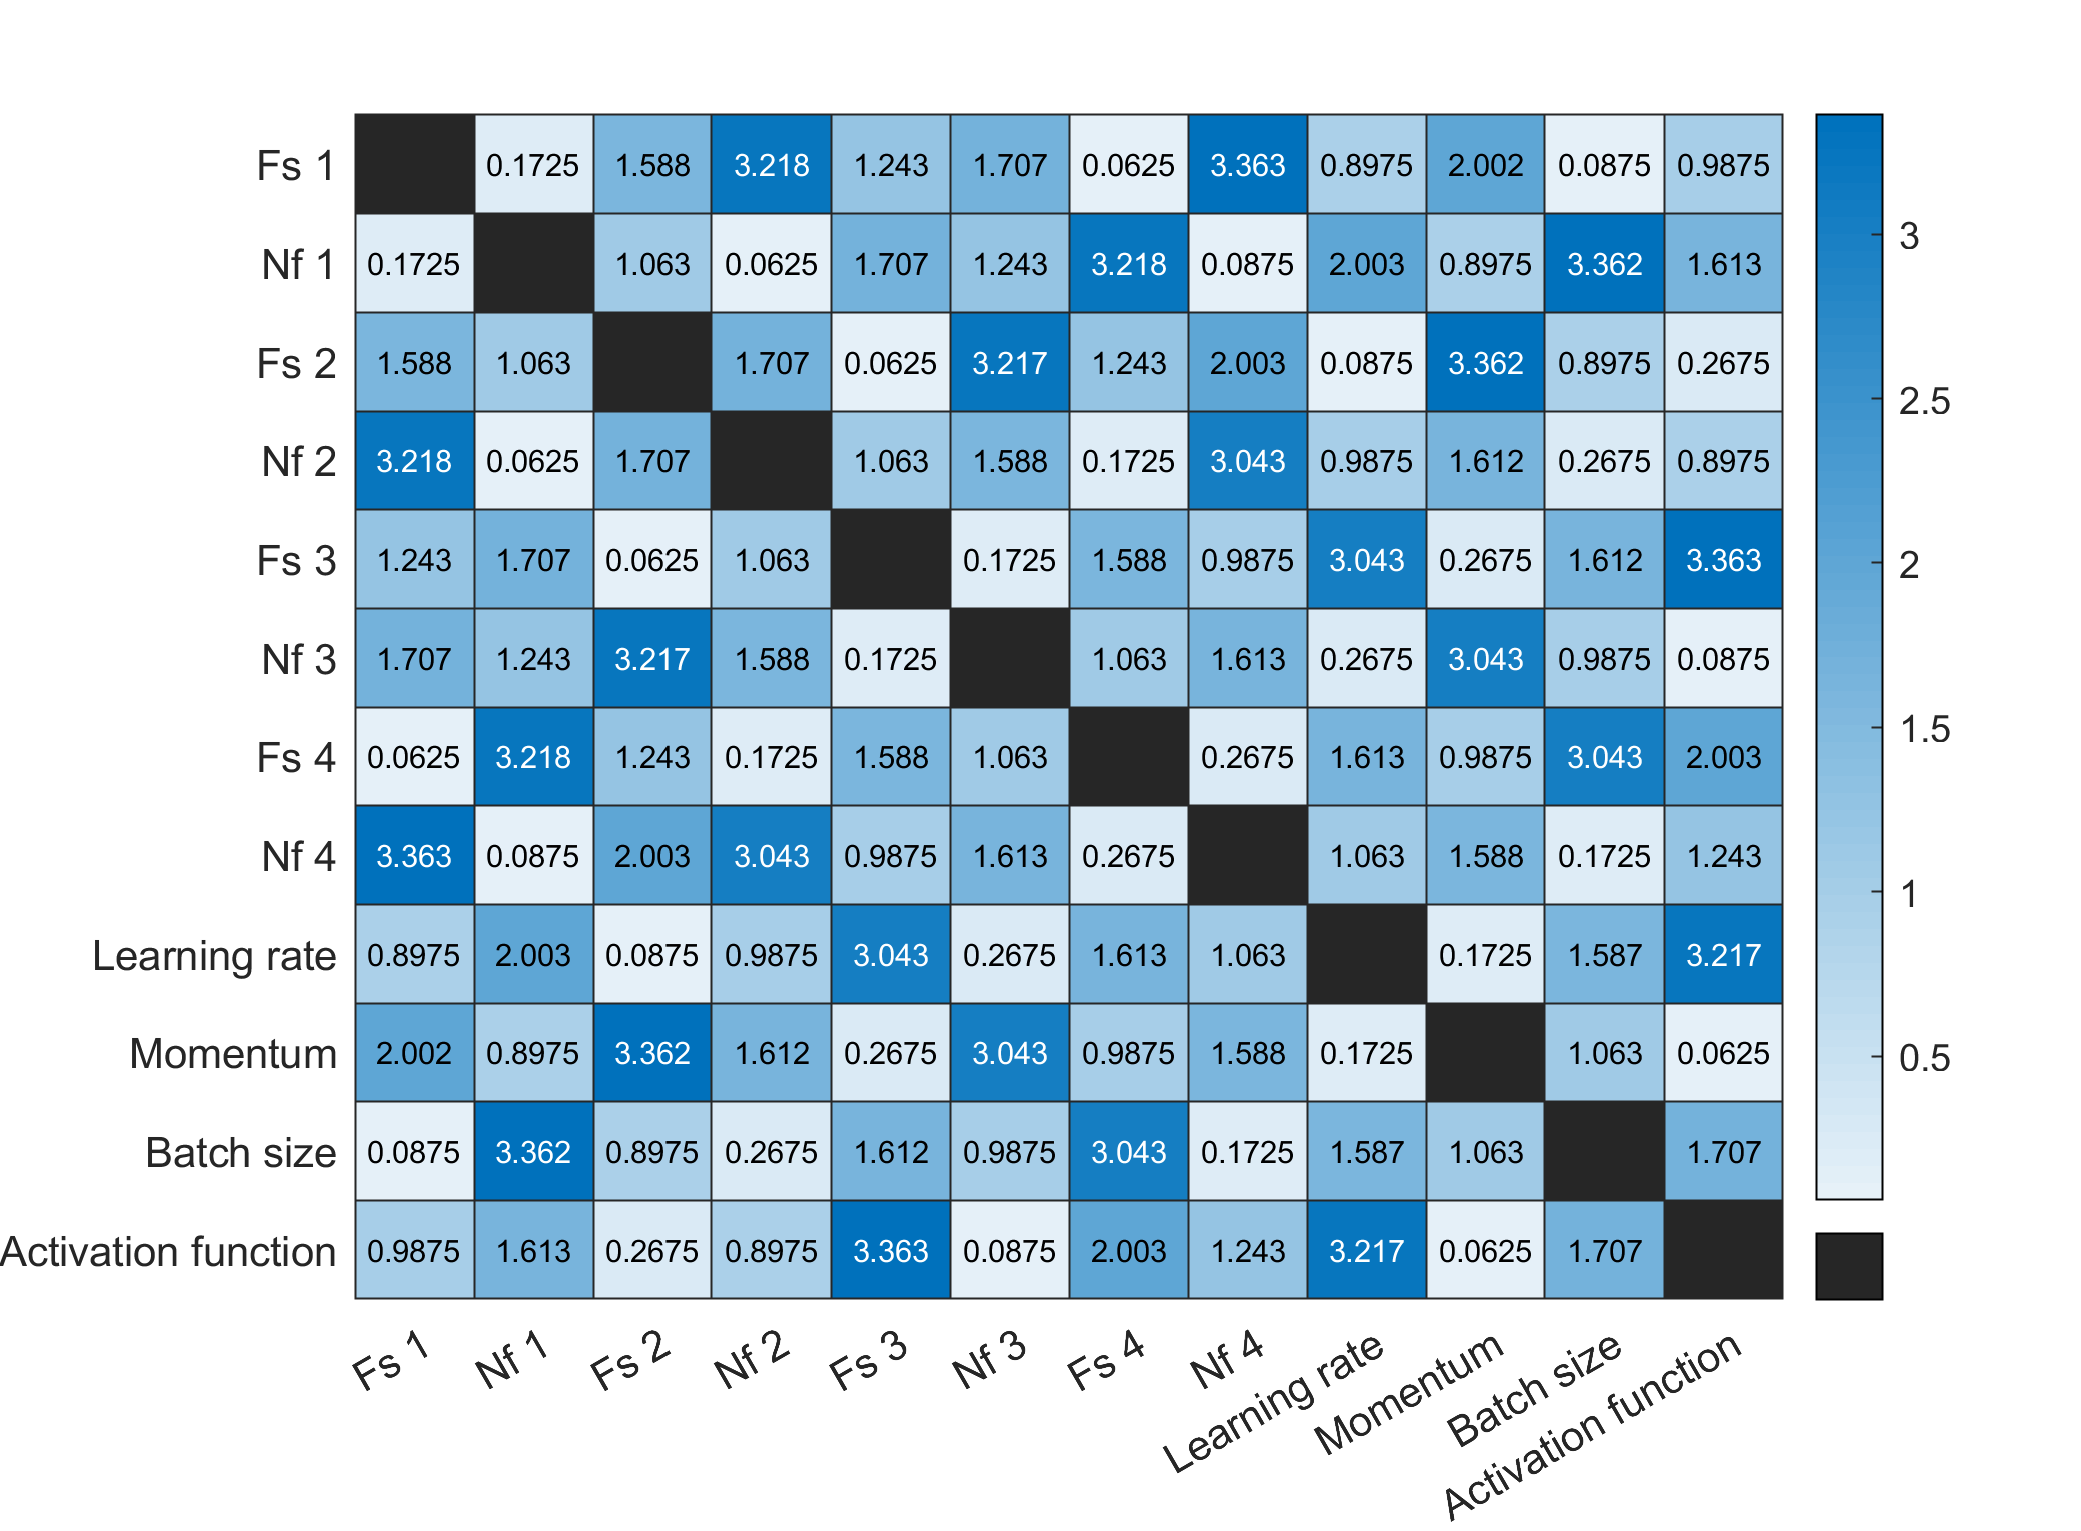 Fs 1 0.1725 1.588 3.218 1.243 1.707 0.0625 3.363 0.8975 2.002 0.0875 0.9875
Nf 1 0.1725 1.063 0.0625 1.707 1.243 3.218 0.0875 2.003 0.8975 3.362 1.613
Fs 2 1.588 1.063 1.707 0.0625 3.217 1.243 2.003 0.0875 3.362 0.8975 0.2675
Nf 2 3.218 0.0625 1.707 1.063 1.588 0.1725 3.043 0.9875 1.612 0.2675 0.8975
Fs 3 1.243 1.707 0.0625 1.063 0.1725 1.588 0.9875 3.043 0.2675 1.612 3.363
Nf 3 1.707 1.243 3.217 1.588 0.1725 1.063 1.613 0.2675 3.043 0.9875 0.0875
Fs 4 0.0625 3.218 1.243 0.1725 1.588 1.063 0.2675 1.613 0.9875 3.043 2.003
Nf 4 3.363 0.0875 2.003 3.043 0.9875 1.613 0.2675 1.063 1.588 0.1725 1.243
Learning rate 0.8975 2.003 0.0875 0.9875 3.043 0.2675 1.613 1.063 0.1725 1.587 3.217
Momentum 2.002 0.8975 3.362 1.612 0.2675 3.043 0.9875 1.588 0.1725 1.063 0.0625
Batch size 0.0875 3.362 0.8975 0.2675 1.612 0.9875 3.043 0.1725 1.587 1.063 1.707
Activation function 0.9875 1.613 0.2675 0.8975 3.363 0.0875 2.003 1.243 3.217 0.0625 1.707
Fs 1 Nf 1 Fs 2 Nf 2 Fs 3 Nf 3 Fs 4 Nf 4 Learning rate Momentum Batch size Activation function
3
2.5
2
1.5
1
0.5